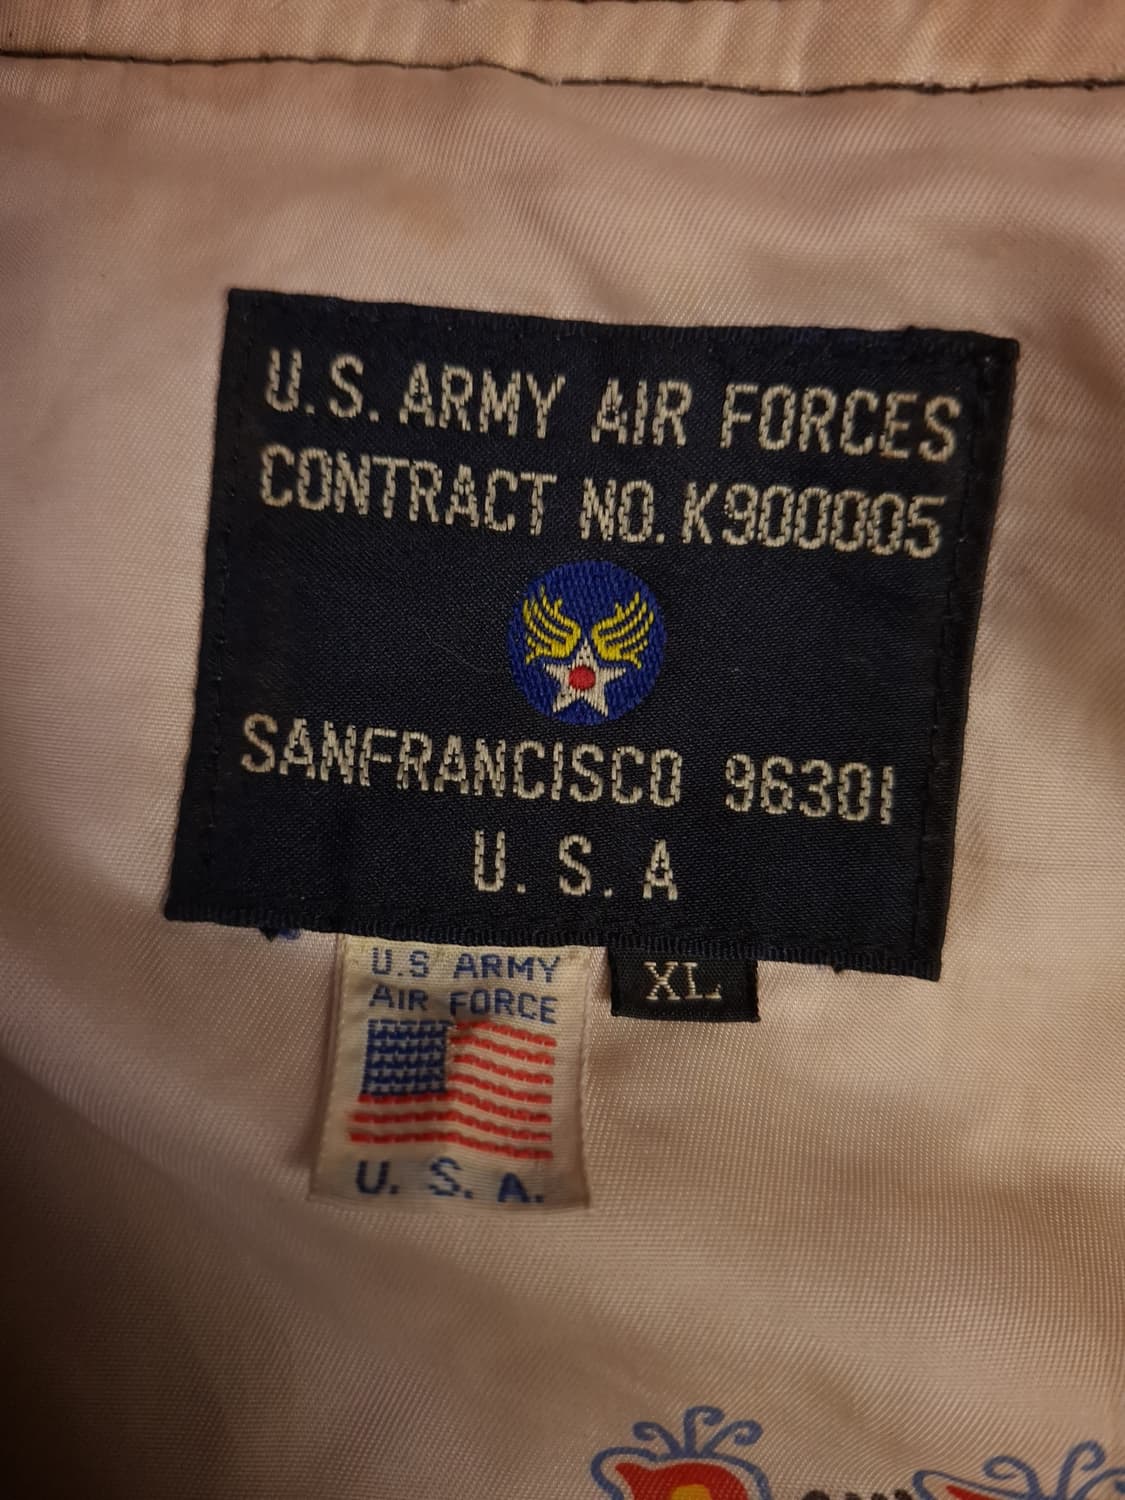 U.S. ARMY AIR FORCES
CONTRACT NO. K900005
SANFRANCISCO 96301
U. S. A
U.S ARMY
AIR FORCE
U. S. A.
XL